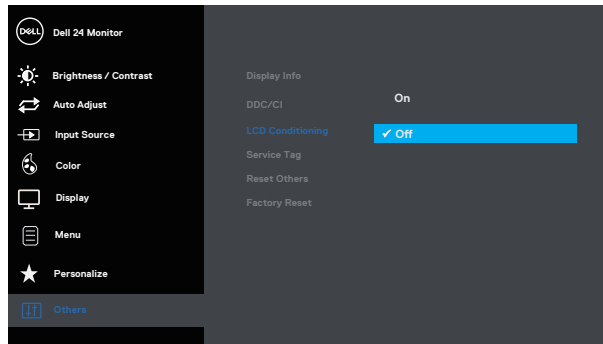 DELL
Dell 24 Monitor
Brightness / Contrast
Auto Adjust
Input Source
Color
Display
Menu
Personalize
Others
Display Info
DDC/CI
LCD Conditioning
Service Tag
Reset Others
Factory Reset
On
✔ Off